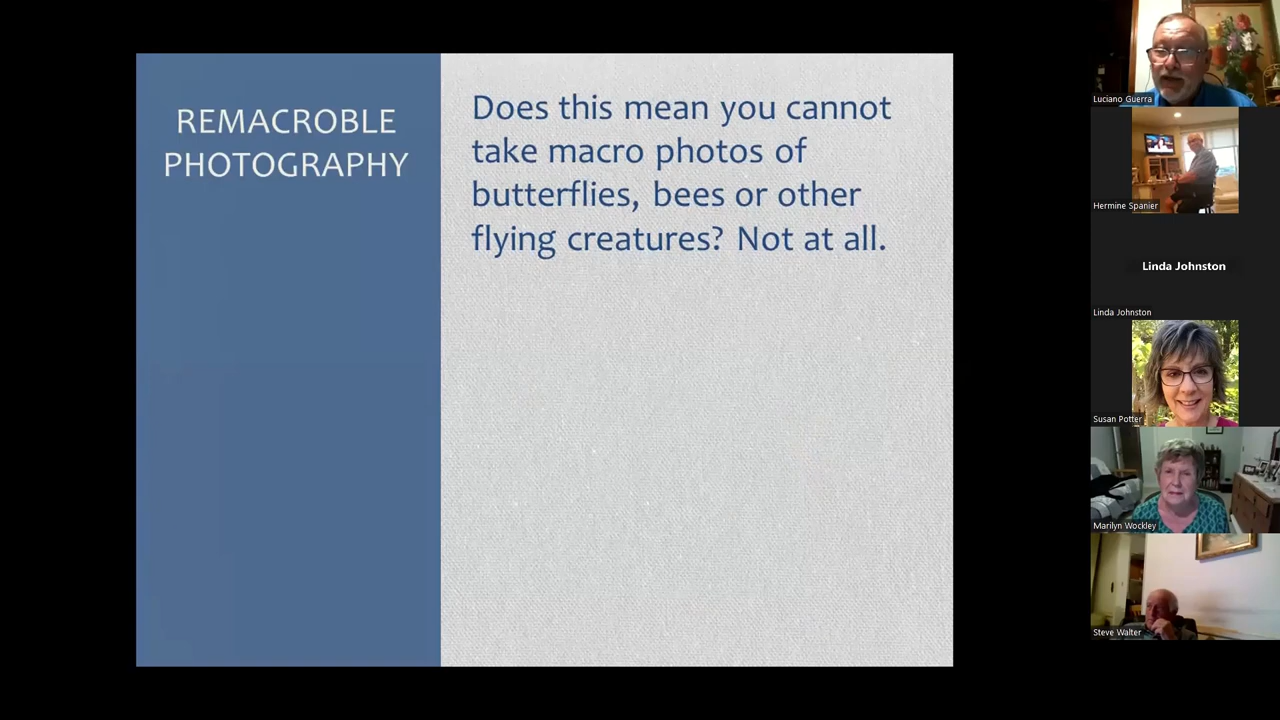 REMACROBLE
PHOTOGRAPHY
Does this mean you cannot
take macro photos of
butterflies, bees or other
flying creatures? Not at all.
Luciano Guerra
Hermine Spanier
Linda Johnston
Linda Johnston
Susan Potter
Marilyn Wockley
Steve Walter